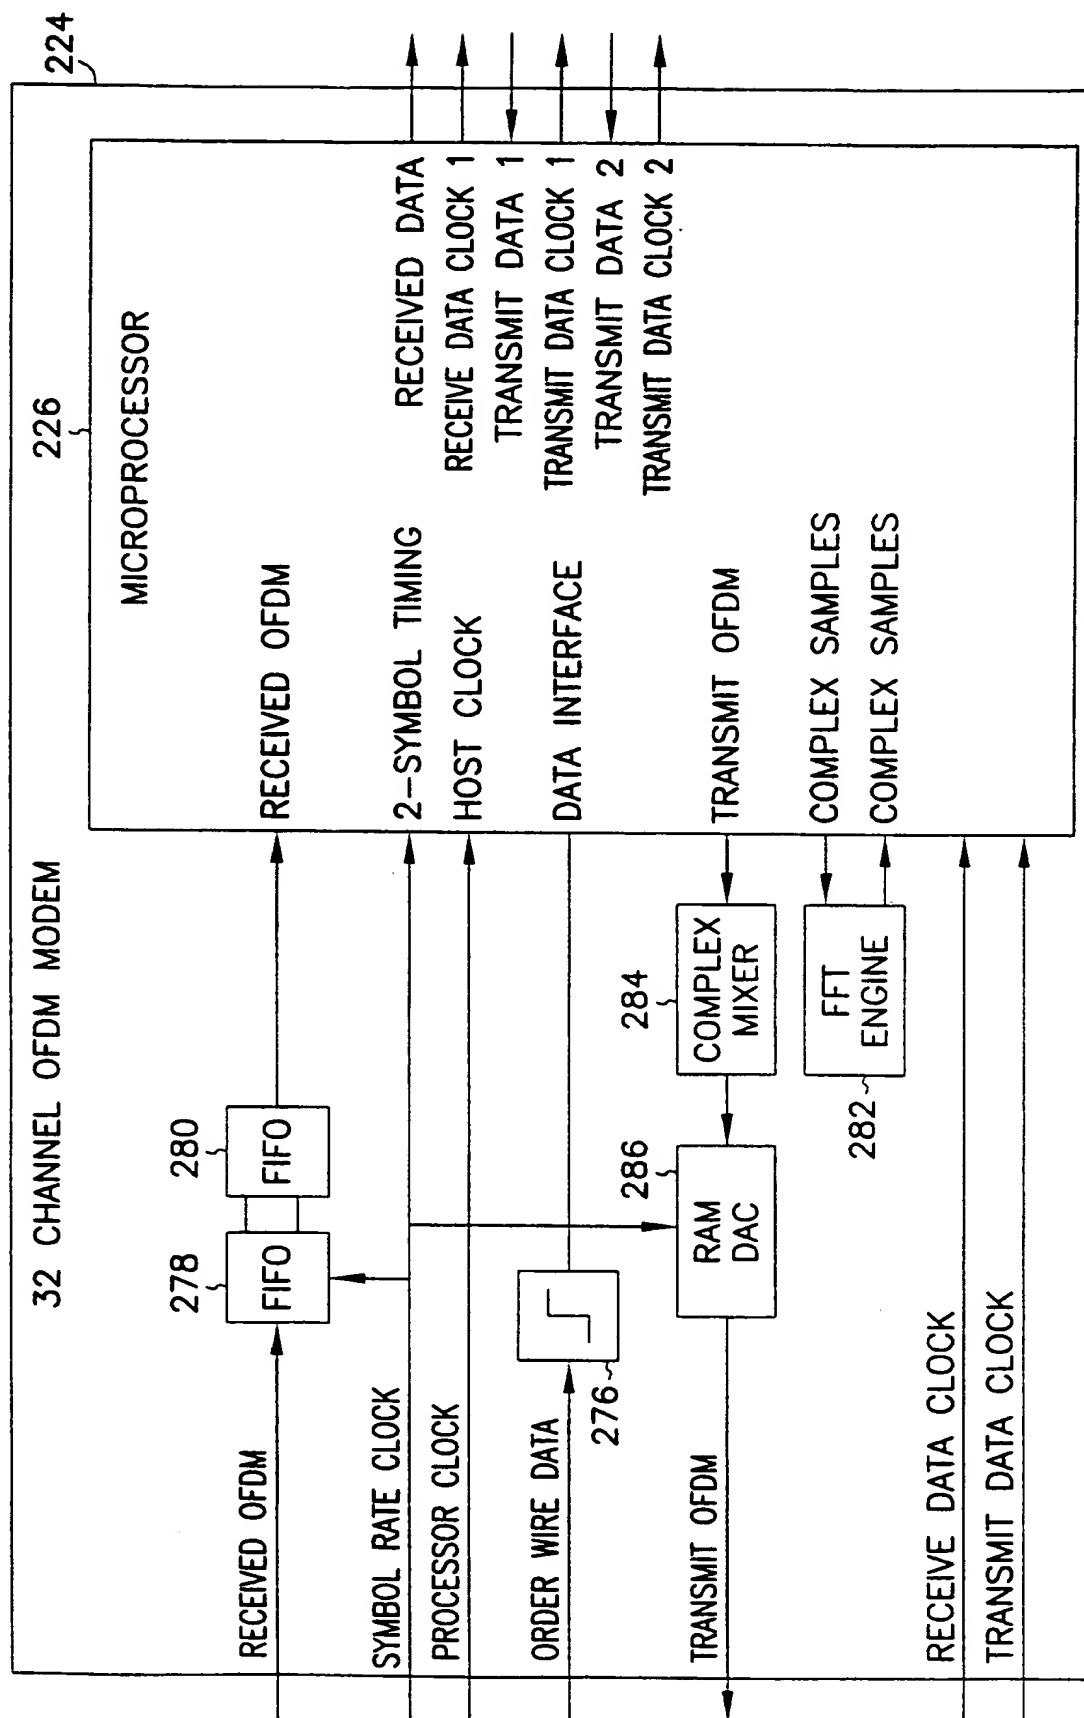 32 CHANNEL OFDM MODEM
224
226
MICROPROCESSOR
RECEIVED OFDM
278
FIFO
280
FIFO
RECEIVED OFDM
SYMBOL RATE CLOCK
2-SYMBOL TIMING
PROCESSOR CLOCK
HOST CLOCK
ORDER WIRE DATA
276
DATA INTERFACE
TRANSMIT OFDM
286
RAM
DAC
284
COMPLEX
MIXER
TRANSMIT OFDM
282
FFT
ENGINE
COMPLEX SAMPLES
COMPLEX SAMPLES
RECEIVE DATA CLOCK
TRANSMIT DATA CLOCK
RECEIVED DATA
RECEIVE DATA CLOCK 1
TRANSMIT DATA 1
TRANSMIT DATA CLOCK 1
TRANSMIT DATA 2
TRANSMIT DATA CLOCK 2